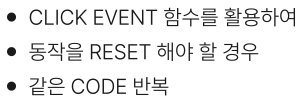 • CLICK EVENT 함수를 활용하여
• 동작을 RESET 해야 할 경우
• 같은 CODE 반복